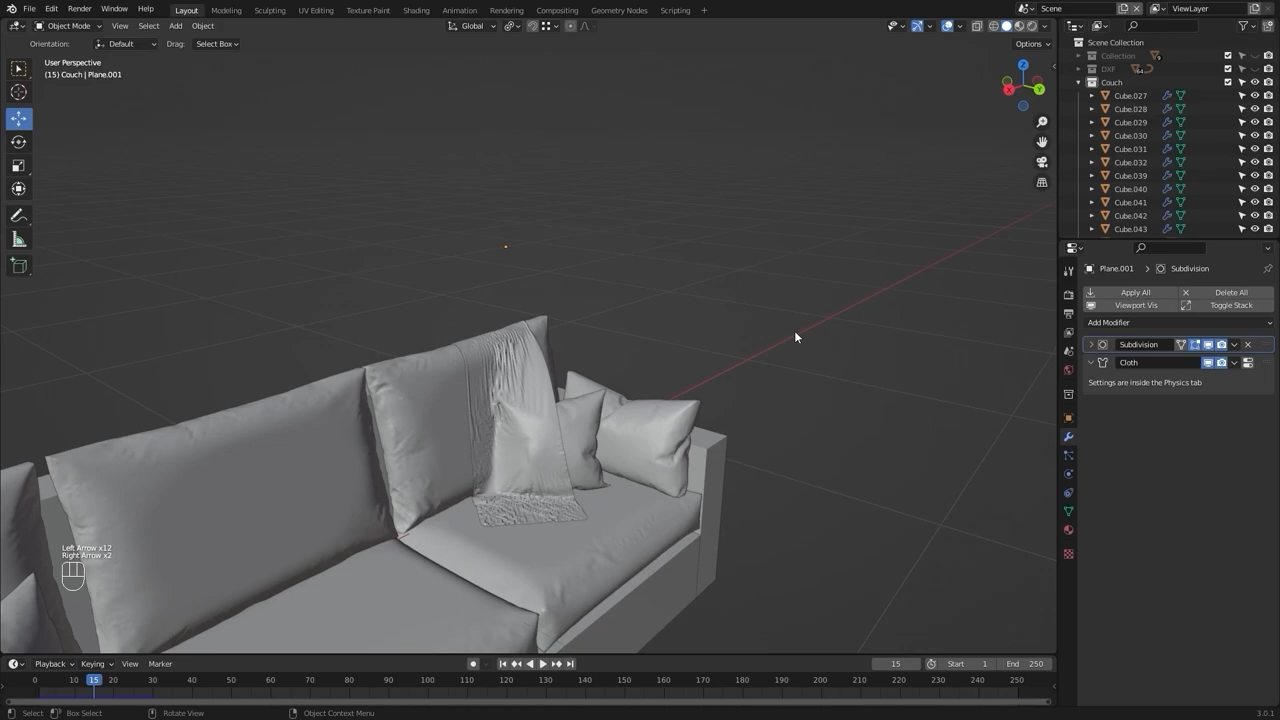 File Edit Render Window Help Layout Modeling Sculpting UV Editing Texture Paint Shading Animation Rendering Compositing Geometry Nodes Scripting + Scene ViewLayer
Object Mode View Select Add Object Global Options
Orientation: Default Drag: Select Box
User Perspective
(15) Couch | Plane.001
Z
X Y
Left Arrow x12
Right Arrow x2
Scene Collection
Collection
DXF
Couch
Cube.027
Cube.028
Cube.029
Cube.030
Cube.031
Cube.032
Cube.039
Cube.040
Cube.041
Cube.042
Cube.043
Plane.001 > Subdivision
Apply All Delete All
Viewport Vis Toggle Stack
Add Modifier
Subdivision
Cloth
Settings are inside the Physics tab
Playback Keying View Marker 15 Start 1 End 250
0 10 15 20 30 40 50 60 70 80 90 100 110 120 130 140 150 160 170 180 190 200 210 220 230 240 250
Select Box Select Rotate View Object Context Menu 3.0.1